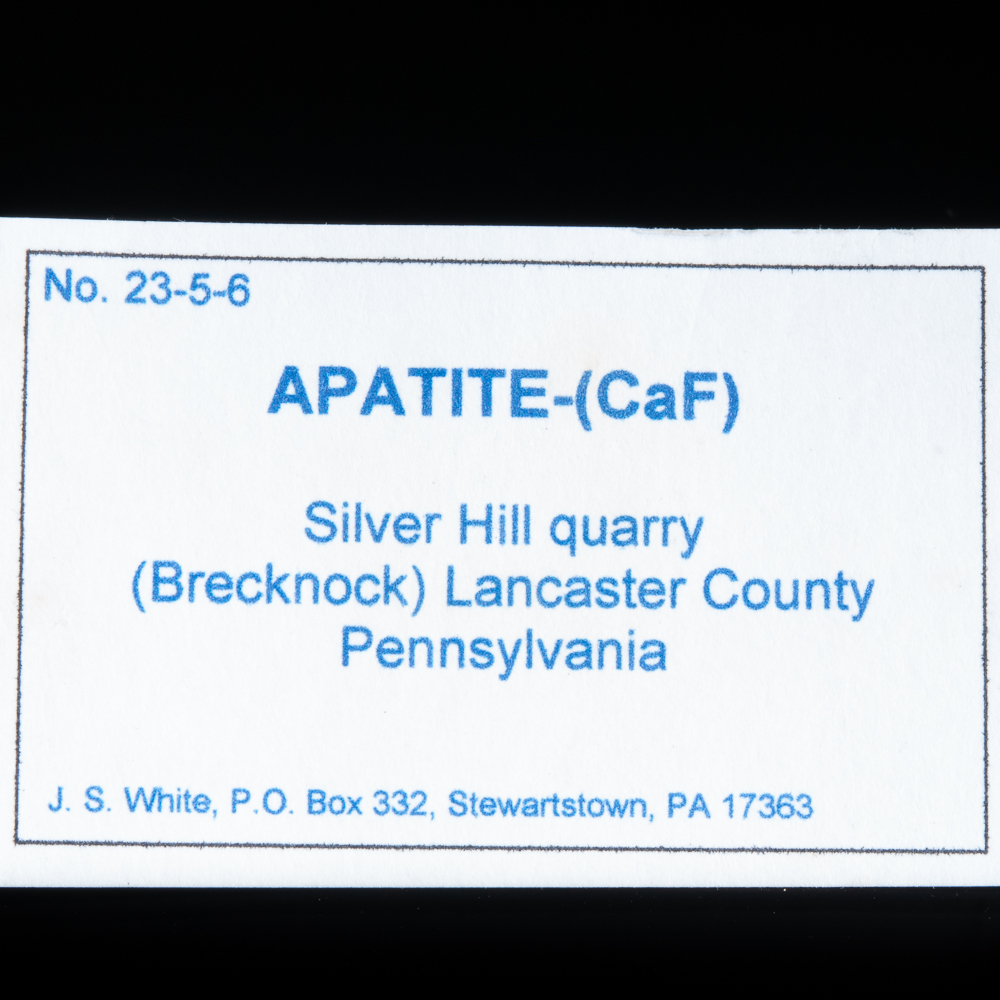 No. 23-5-6
APATITE-(CaF)
Silver Hill quarry
(Brecknock) Lancaster County
Pennsylvania
J. S. White, P.O. Box 332, Stewartstown, PA 17363